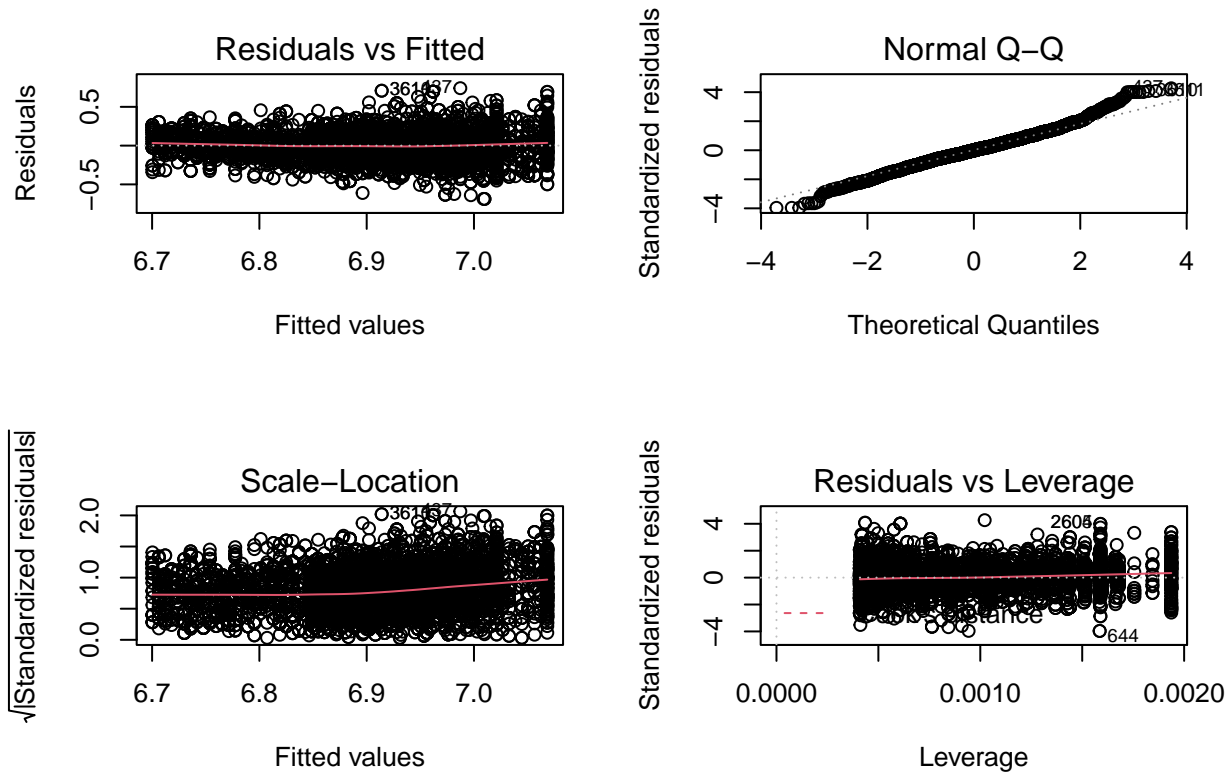 Residuals vs Fitted
Residuals
0.5
−0.5
6.7 6.8 6.9 7.0
Fitted values
Normal Q−Q
Standardized residuals
4
0
−4
−4 −2 0 2 4
Theoretical Quantiles
Scale−Location
√|Standardized residuals|
2.0
1.0
0.0
6.7 6.8 6.9 7.0
Fitted values
Residuals vs Leverage
Standardized residuals
4
0
−4
644
0.0000 0.0010 0.0020
Leverage